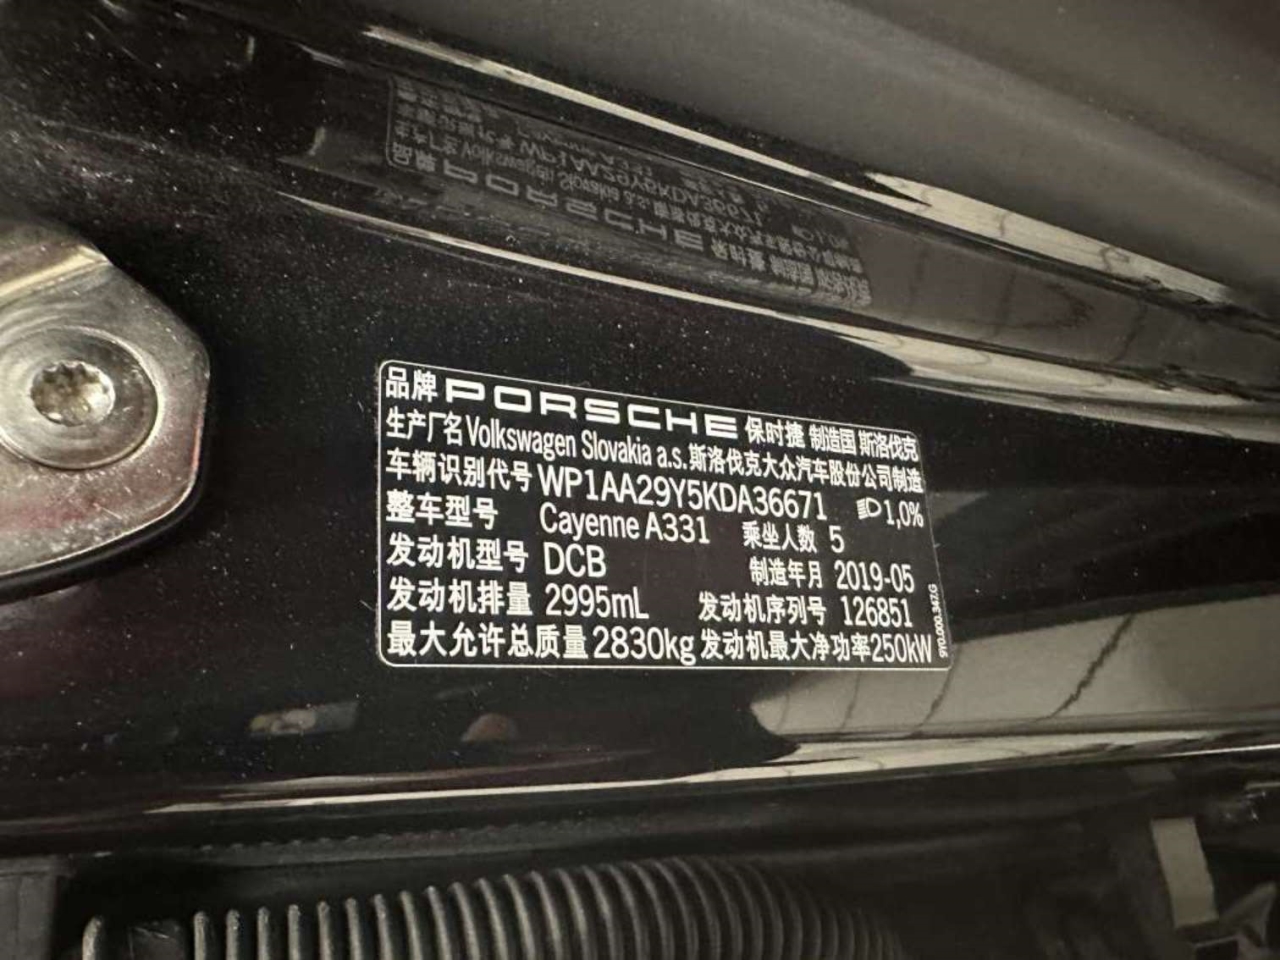 品牌 PORSCHE 保时捷 制造国 斯洛伐克
生产厂名 Volkswagen Slovakia a.s. 斯洛伐克大众汽车股份公司制造
车辆识别代号 WP1AA29Y5KDA36671 1,0%
整车型号 Cayenne A331 乘坐人数 5
发动机型号 DCB 制造年月 2019-05
发动机排量 2995mL 发动机序列号 126851
最大允许总质量 2830kg 发动机最大净功率 250kW
9Y0.000.347.G